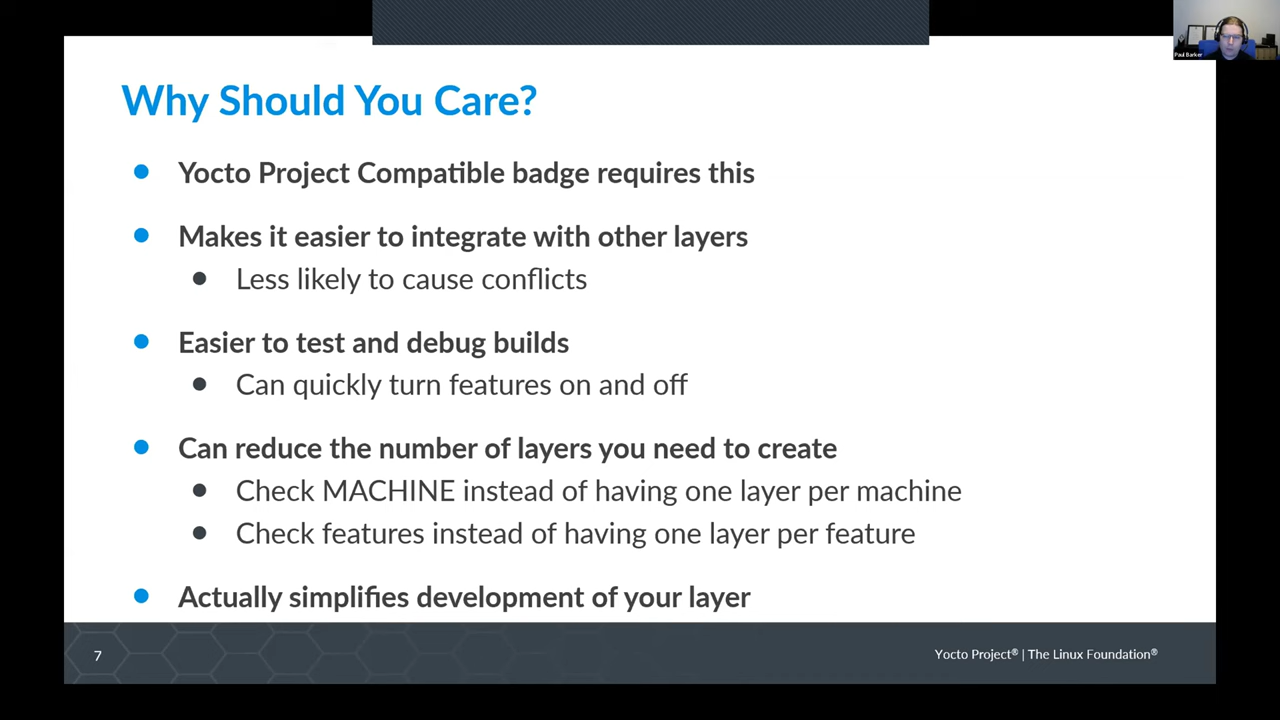 Paul Barker
Why Should You Care?
Yocto Project Compatible badge requires this
Makes it easier to integrate with other layers
Less likely to cause conflicts
Easier to test and debug builds
Can quickly turn features on and off
Can reduce the number of layers you need to create
Check MACHINE instead of having one layer per machine
Check features instead of having one layer per feature
Actually simplifies development of your layer
7
Yocto Project® | The Linux Foundation®